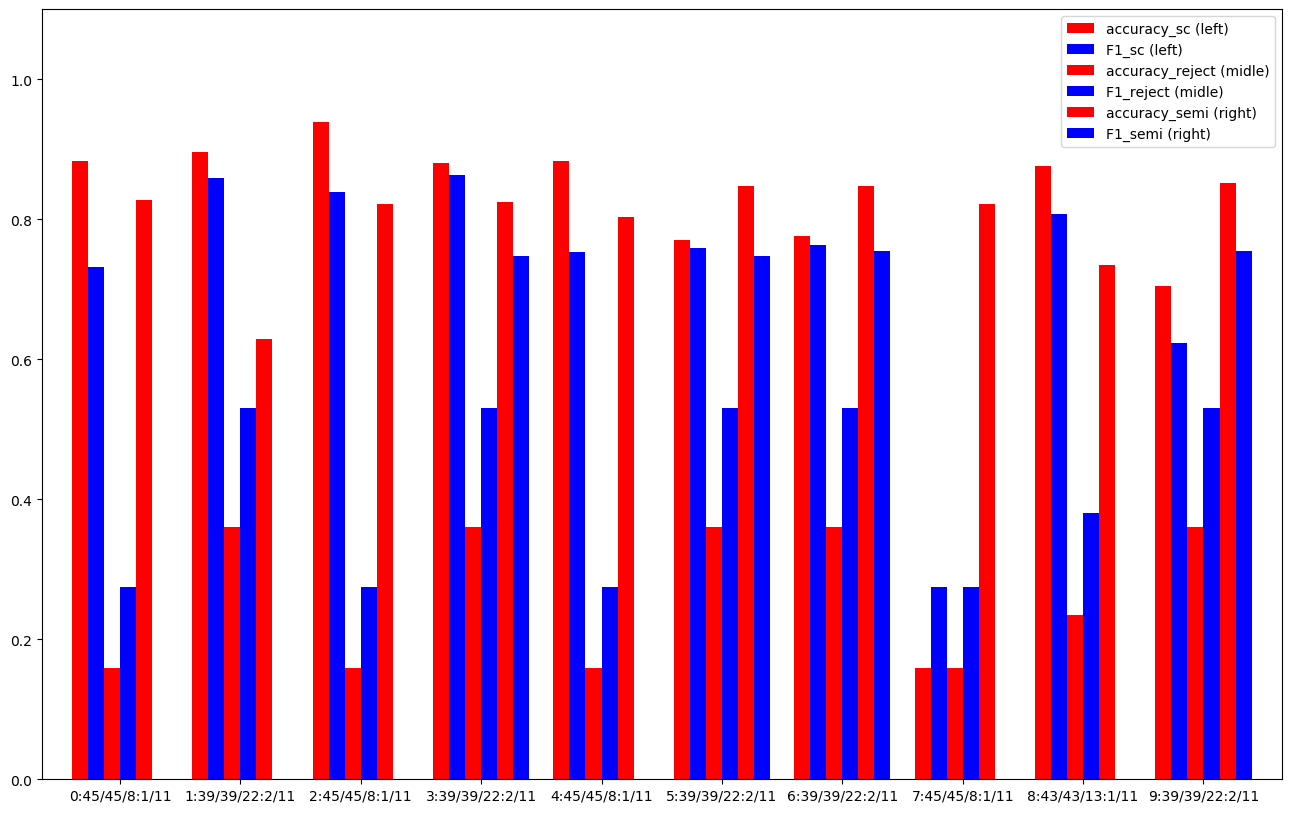 accuracy_sc (left)
F1_sc (left)
accuracy_reject (midle)
F1_reject (midle)
accuracy_semi (right)
F1_semi (right)
1.0
0.8
0.6
0.4
0.2
0.0
0:45/45/8:1/11 1:39/39/22:2/11 2:45/45/8:1/11 3:39/39/22:2/11 4:45/45/8:1/11 5:39/39/22:2/11 6:39/39/22:2/11 7:45/45/8:1/11 8:43/43/13:1/11 9:39/39/22:2/11